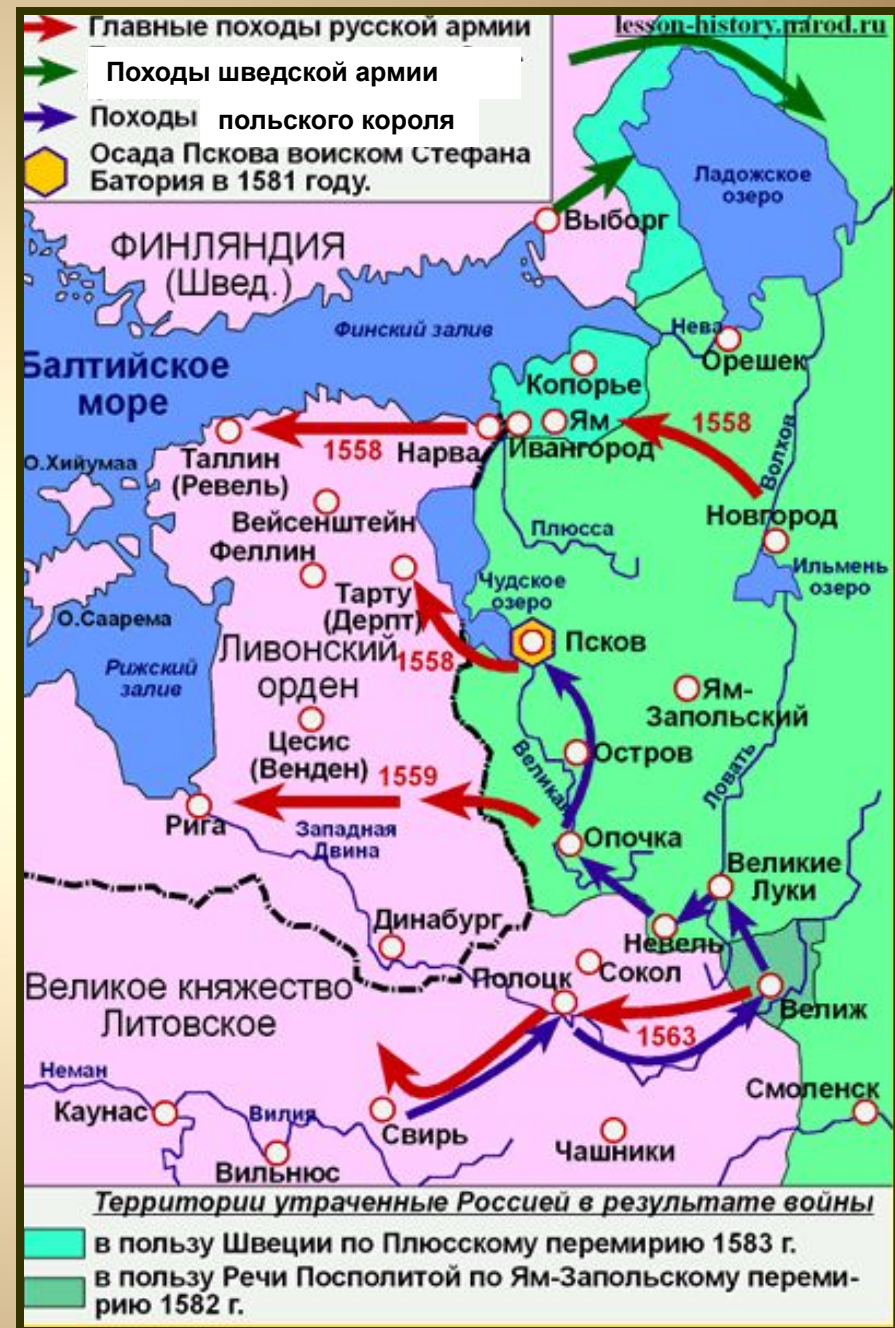 Главные походы русской армии
lesson-history.narod.ru
Походы шведской армии
Походы польского короля
Осада Пскова войском Стефана
Батория в 1581 году.
Ладожское
озеро
Выборг
ФИНЛЯНДИЯ
(Швед.)
Финский залив
Нева
Орешек
Балтийское
море
Копорье
Ям
1558
Волхов
О.Хийумаа
Таллин
(Ревель)
1558
Нарва
Ивангород
Новгород
Вейсенштейн
Плюсса
Феллин
Ильмень
озеро
Тарту
(Дерпт)
Чудское
озеро
О.Саарема
Псков
Ливонский
орден
1558
Рижский
залив
Ям-
Запольский
Цесис
(Венден)
Остров
Великая
Ловать
1559
Рига
Западная
Двина
Опочка
Великие
Луки
Динабург
Невель
Сокол
Полоцк
Великое княжество
Литовское
Велиж
1563
Неман
Смоленск
Каунас
Вилия
Свирь
Чашники
Вильнюс
Территории утраченные Россией в результате войны
в пользу Швеции по Плюсскому перемирию 1583 г.
в пользу Речи Посполитой по Ям-Запольскому переми-
рию 1582 г.